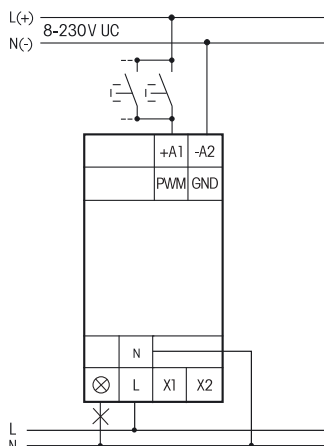 L(+)
8-230V UC
N(-)
+A1 -A2
PWM GND
N
L X1 X2
L
N